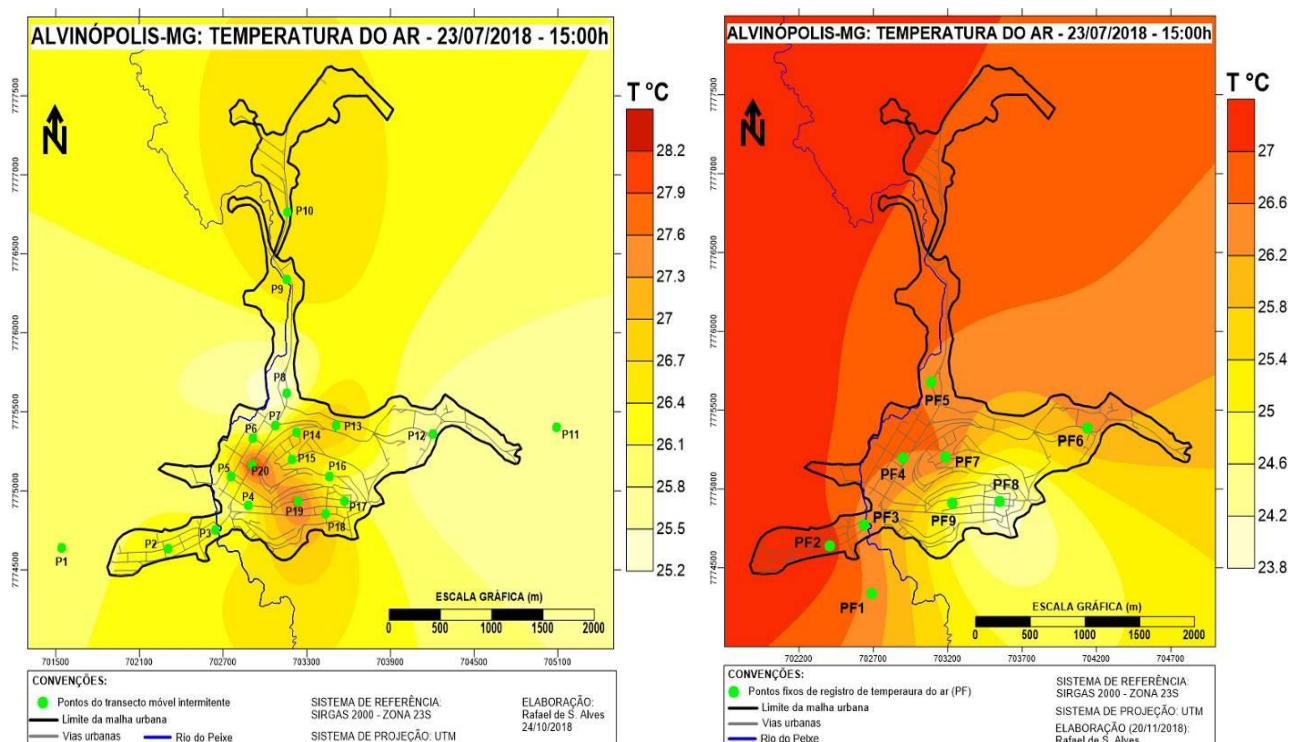 ALVINÓPOLIS-MG: TEMPERATURA DO AR - 23/07/2018 - 15:00h
T °C
N
28.2
27.9
27.6
27.3
27
26.7
26.4
26.1
25.8
25.5
25.2
7777500
7777000
7776500
7776000
7775500
7775000
7774500
P10
P9
P8
P7
P13
P14
P6
P12
P11
P20
P15
P5
P16
P4
P19
P17
P18
P3
P2
P1
ESCALA GRÁFICA (m)
0 500 1000 1500 2000
701500 702100 702700 703300 703900 704500 705100
CONVENÇÕES:
Pontos do transecto móvel intermitente
Limite da malha urbana
Vias urbanas
Rio do Peixe
SISTEMA DE REFERÊNCIA:
SIRGAS 2000 - ZONA 23S
SISTEMA DE PROJEÇÃO: UTM
ELABORAÇÃO:
Rafael de S. Alves
24/10/2018
ALVINÓPOLIS-MG: TEMPERATURA DO AR - 23/07/2018 - 15:00h
T °C
N
27
26.6
26.2
25.8
25.4
25
24.6
24.2
23.8
7777500
7777000
7776500
7776000
7775500
7775000
7774500
PF5
PF6
PF4
PF7
PF8
PF9
PF3
PF2
PF1
ESCALA GRÁFICA (m)
0 500 1000 1500 2000
702200 702700 703200 703700 704200 704700
CONVENÇÕES:
Pontos fixos de registro de temperaura do ar (PF)
Limite da malha urbana
Vias urbanas
Rio do Peixe
SISTEMA DE REFERÊNCIA:
SIRGAS 2000 - ZONA 23S
SISTEMA DE PROJEÇÃO: UTM
ELABORAÇÃO (20/11/2018):
Rafael de S. Alves